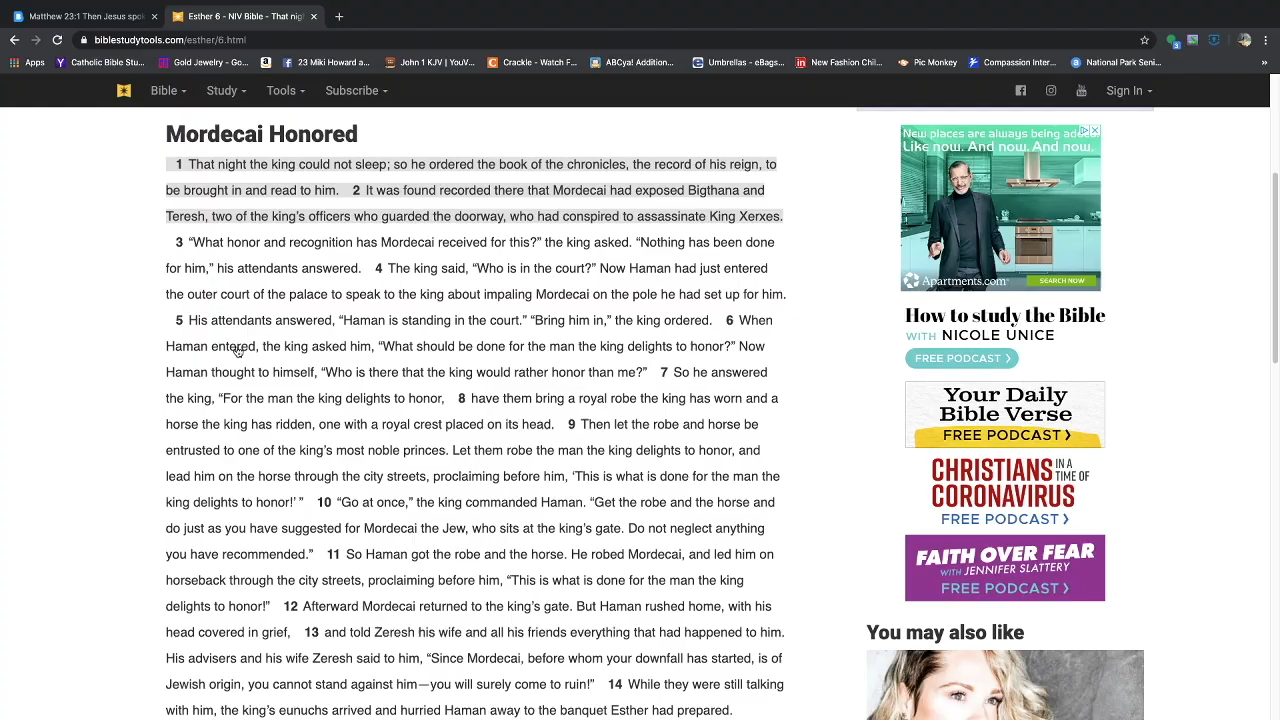 Matthew 23:1 Then Jesus spok
Esther 6 - NIV Bible - That nigh
biblestudytools.com/esther/6.html
Apps
Catholic Bible Stu...
Gold Jewelry - Go...
23 Miki Howard a...
John 1 KJV | YouV...
Crackle - Watch F...
ABCya! Addition...
Umbrellas - eBags...
New Fashion Chil...
Pic Monkey
Compassion Inter...
National Park Seni...
Bible
Study
Tools
Subscribe
Sign In
Mordecai Honored
1 That night the king could not sleep; so he ordered the book of the chronicles, the record of his reign, to
be brought in and read to him. 2 It was found recorded there that Mordecai had exposed Bigthana and
Teresh, two of the king’s officers who guarded the doorway, who had conspired to assassinate King Xerxes.
3 “What honor and recognition has Mordecai received for this?” the king asked. “Nothing has been done
for him,” his attendants answered. 4 The king said, “Who is in the court?” Now Haman had just entered
the outer court of the palace to speak to the king about impaling Mordecai on the pole he had set up for him.
5 His attendants answered, “Haman is standing in the court.” “Bring him in,” the king ordered. 6 When
Haman entered, the king asked him, “What should be done for the man the king delights to honor?” Now
Haman thought to himself, “Who is there that the king would rather honor than me?” 7 So he answered
the king, “For the man the king delights to honor, 8 have them bring a royal robe the king has worn and a
horse the king has ridden, one with a royal crest placed on its head. 9 Then let the robe and horse be
entrusted to one of the king’s most noble princes. Let them robe the man the king delights to honor, and
lead him on the horse through the city streets, proclaiming before him, ‘This is what is done for the man the
king delights to honor!’ ” 10 “Go at once,” the king commanded Haman. “Get the robe and the horse and
do just as you have suggested for Mordecai the Jew, who sits at the king’s gate. Do not neglect anything
you have recommended.” 11 So Haman got the robe and the horse. He robed Mordecai, and led him on
horseback through the city streets, proclaiming before him, “This is what is done for the man the king
delights to honor!” 12 Afterward Mordecai returned to the king’s gate. But Haman rushed home, with his
head covered in grief, 13 and told Zeresh his wife and all his friends everything that had happened to him.
His advisers and his wife Zeresh said to him, “Since Mordecai, before whom your downfall has started, is of
Jewish origin, you cannot stand against him—you will surely come to ruin!” 14 While they were still talking
with him, the king’s eunuchs arrived and hurried Haman away to the banquet Esther had prepared.
New places are always being added.
Like now. And now. And now.
Apartments.com
SEARCH NOW
How to study the Bible
WITH NICOLE UNICE
FREE PODCAST >
Your Daily
Bible Verse
FREE PODCAST >
CHRISTIANS IN A
TIME OF
CORONAVIRUS
FREE PODCAST >
FAITH OVER FEAR
WITH JENNIFER SLATTERY
FREE PODCAST >
You may also like